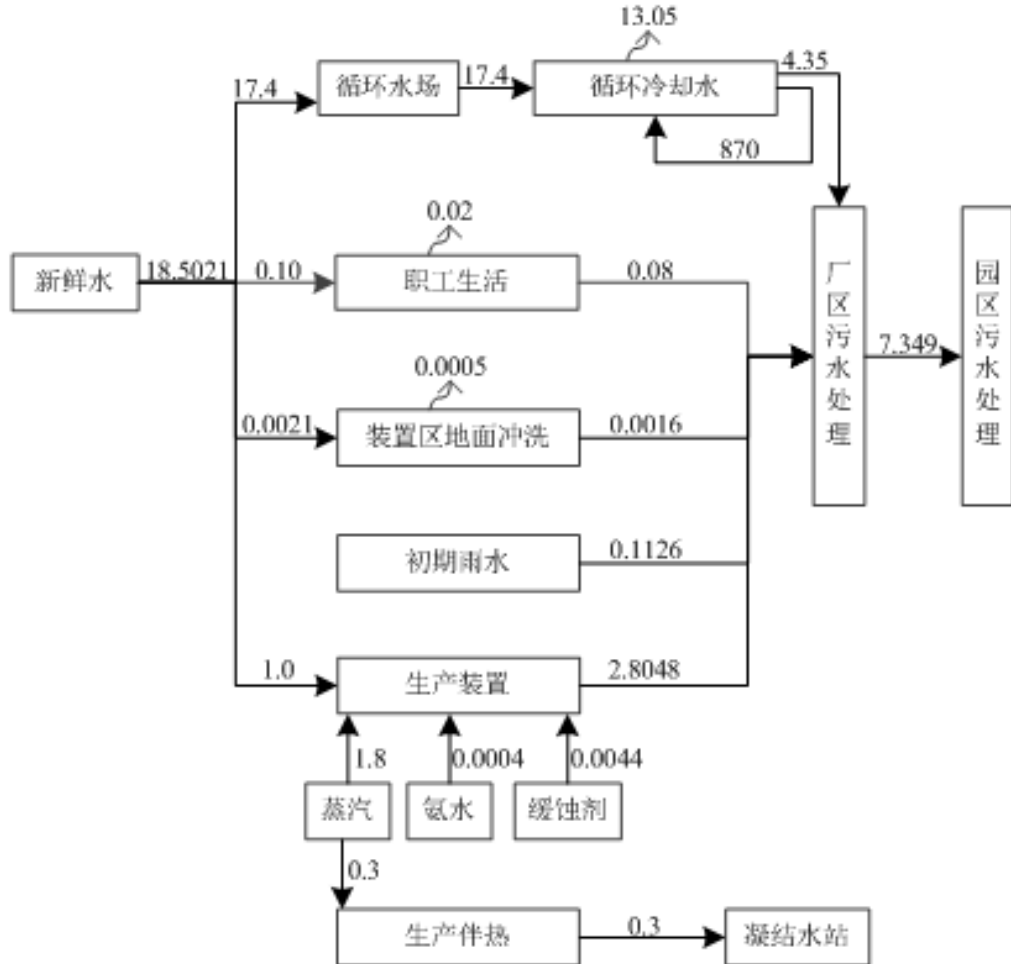 13.05
17.4
循环水场
17.4
循环冷却水
4.35
870
0.02
新鲜水
18.5021
0.10
职工生活
0.08
厂区污水处理
7.349
园区污水处理
0.0005
0.0021
装置区地面冲洗
0.0016
初期雨水
0.1126
1.0
生产装置
2.8048
1.8
0.0004
0.0044
蒸汽
氨水
缓蚀剂
0.3
生产伴热
0.3
凝结水站